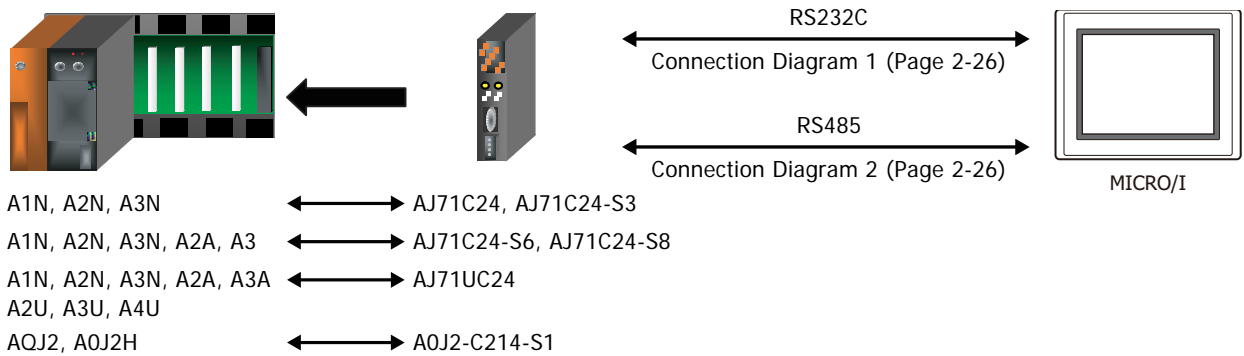 RS232C
Connection Diagram 1 (Page 2-26)
RS485
Connection Diagram 2 (Page 2-26)
MICRO/I
A1N, A2N, A3N AJ71C24, AJ71C24-S3
A1N, A2N, A3N, A2A, A3 AJ71C24-S6, AJ71C24-S8
A1N, A2N, A3N, A2A, A3A AJ71UC24
A2U, A3U, A4U
AQJ2, A0J2H A0J2-C214-S1